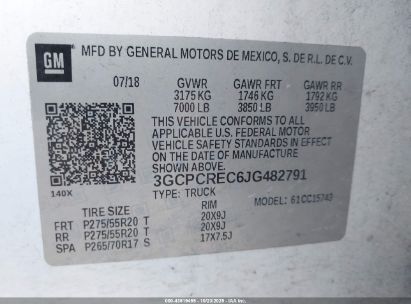 GM
MFD BY GENERAL MOTORS DE MEXICO, S. DE R.L. DE C.V.
07/18 GVWR GAWR FRT GAWR RR
3175 KG 1746 KG 1792 KG
7000 LB 3850 LB 3950 LB
THIS VEHICLE CONFORMS TO ALL
APPLICABLE U.S. FEDERAL MOTOR
VEHICLE SAFETY STANDARDS IN EFFECT
ON THE DATE OF MANUFACTURE SHOWN ABOVE.
3GCPCREC6JG482791
140X TYPE: TRUCK MODEL: 61CC15743
TIRE SIZE RIM
FRT P275/55R20 T 20X9J
RR P275/55R20 T 20X9J
SPA P265/70R17 S 17X7.5J